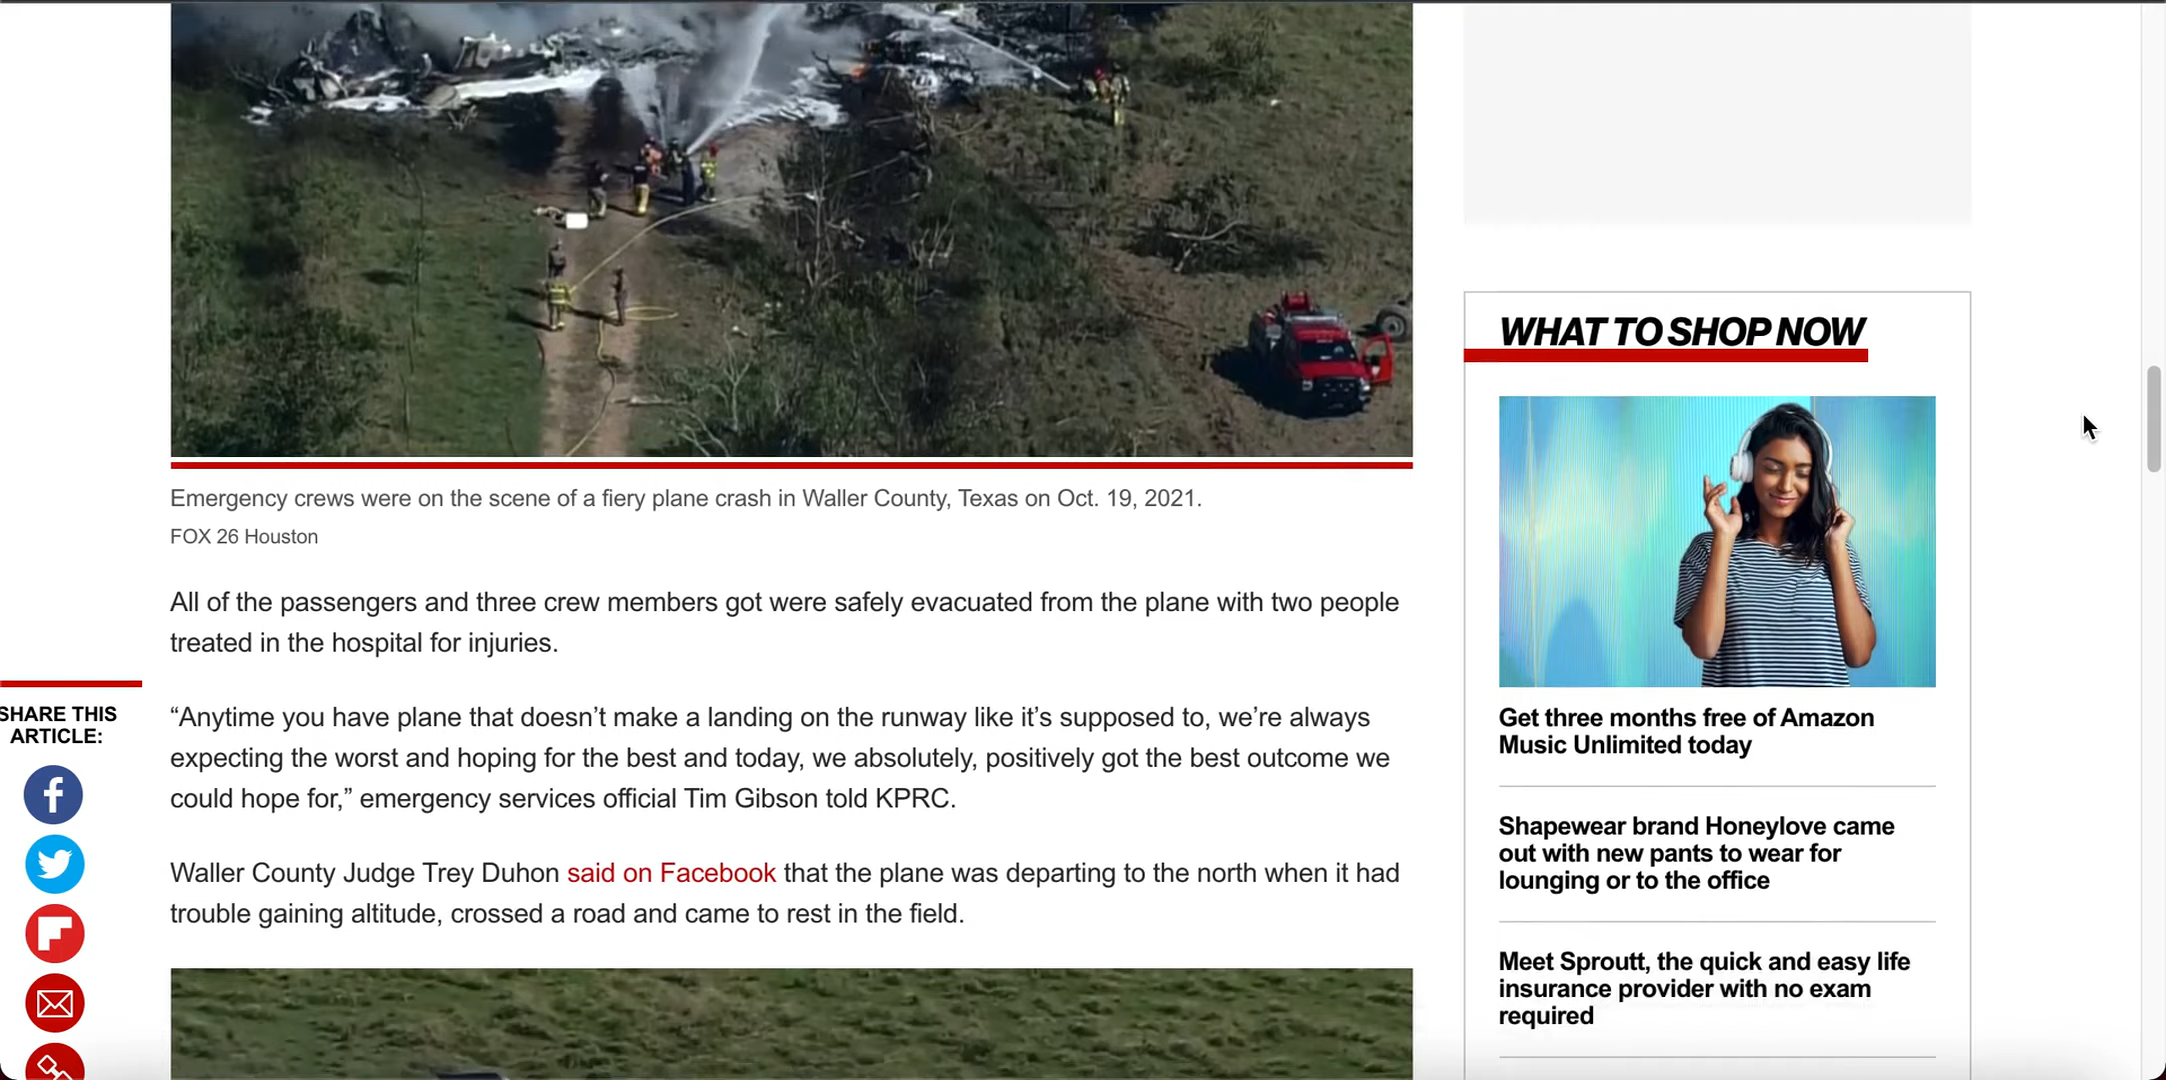 Emergency crews were on the scene of a fiery plane crash in Waller County, Texas on Oct. 19, 2021.
FOX 26 Houston
All of the passengers and three crew members got were safely evacuated from the plane with two people
treated in the hospital for injuries.
“Anytime you have plane that doesn’t make a landing on the runway like it’s supposed to, we’re always
expecting the worst and hoping for the best and today, we absolutely, positively got the best outcome we
could hope for,” emergency services official Tim Gibson told KPRC.
Waller County Judge Trey Duhon said on Facebook that the plane was departing to the north when it had
trouble gaining altitude, crossed a road and came to rest in the field.
SHARE THIS
ARTICLE:
WHAT TO SHOP NOW
Get three months free of Amazon
Music Unlimited today
Shapewear brand Honeylove came
out with new pants to wear for
lounging or to the office
Meet Sproutt, the quick and easy life
insurance provider with no exam
required